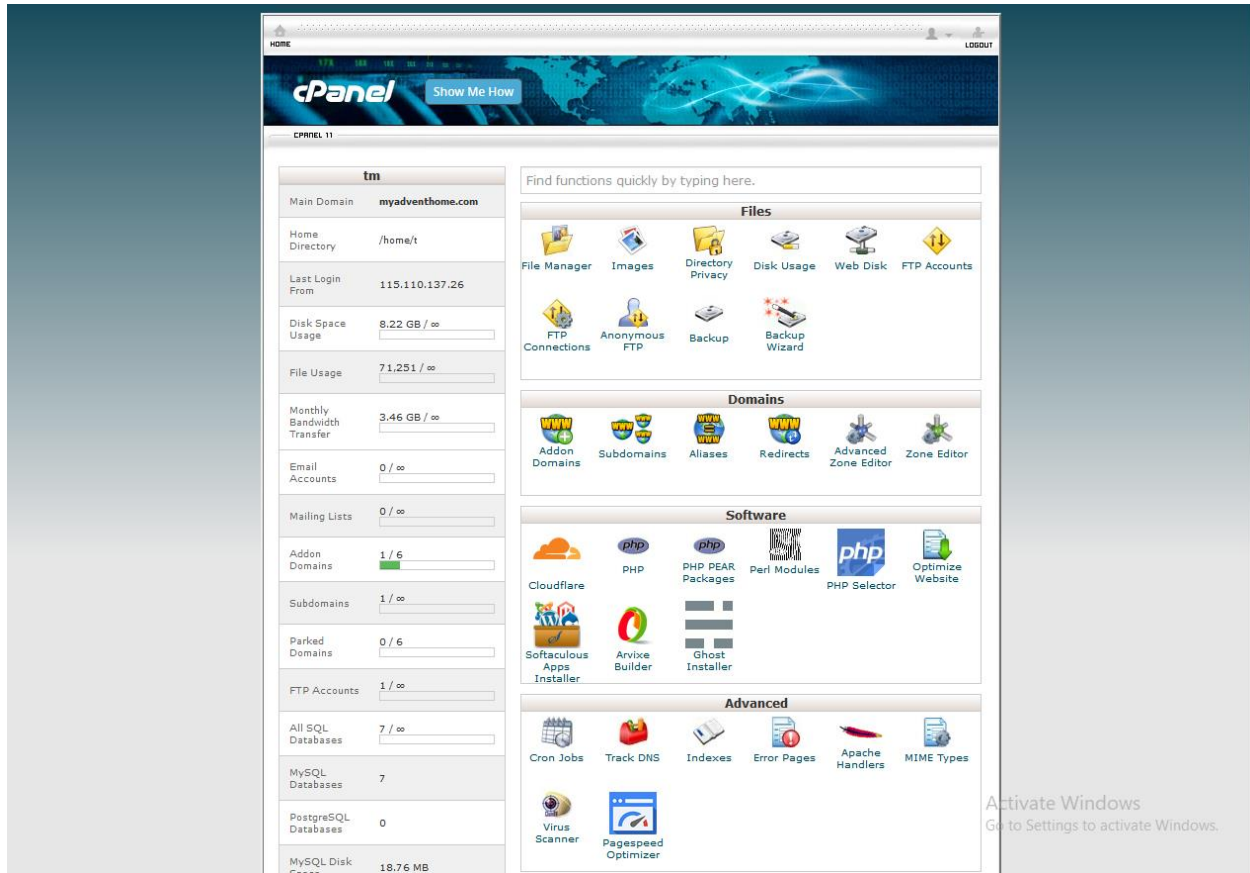 HOME
LOGOUT
cPanel
Show Me How
CPANEL 11
tm
Main Domain
myadventhome.com
Home
Directory
/home/t
Last Login
From
115.110.137.26
Disk Space
Usage
8.22 GB / ∞
File Usage
71,251 / ∞
Monthly
Bandwidth
Transfer
3.46 GB / ∞
Email
Accounts
0 / ∞
Mailing Lists
0 / ∞
Addon
Domains
1 / 6
Subdomains
1 / ∞
Parked
Domains
0 / 6
FTP Accounts
1 / ∞
All SQL
Databases
7 / ∞
MySQL
Databases
7
PostgreSQL
Databases
0
MySQL Disk
18.76 MB
Find functions quickly by typing here.
Files
File Manager
Images
Directory
Privacy
Disk Usage
Web Disk
FTP Accounts
FTP
Connections
Anonymous
FTP
Backup
Backup
Wizard
Domains
Addon
Domains
Subdomains
Aliases
Redirects
Advanced
Zone Editor
Zone Editor
Software
Cloudflare
php
PHP
php
PHP PEAR
Packages
Perl Modules
php
PHP Selector
Optimize
Website
Softaculous
Apps
Installer
Arvixe
Builder
Ghost
Installer
Advanced
Cron Jobs
Track DNS
Indexes
Error Pages
Apache
Handlers
MIME Types
Virus
Scanner
Pagespeed
Optimizer
Activate Windows
Go to Settings to activate Windows.